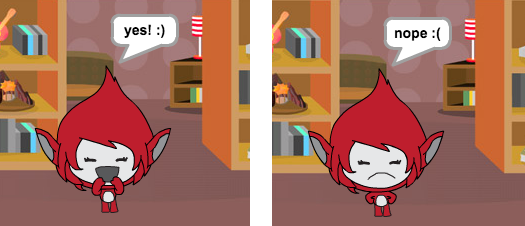 yes! :)
nope :(